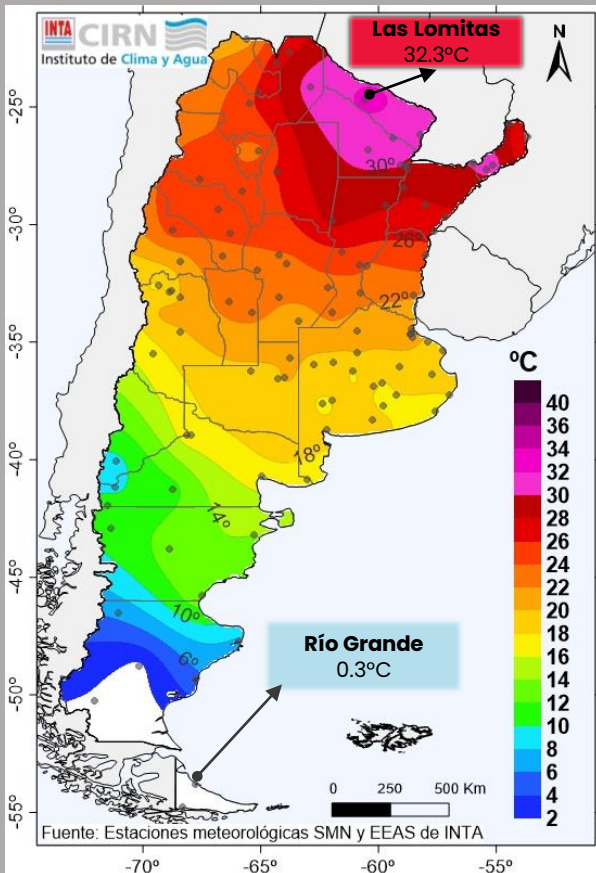 INTA CIRN
Instituto de Clima y Agua
Las Lomitas
32.3ºC
N
-25º
-30º
-35º
-40º
-45º
-50º
-55º
30º
26º
22º
18º
14º
10º
6º
ºC
40
36
34
32
30
28
26
24
22
20
18
16
14
12
10
8
6
4
2
Río Grande
0.3ºC
0 250 500 Km
Fuente: Estaciones meteorológicas SMN y EEAS de INTA
-70º -65º -60º -55º